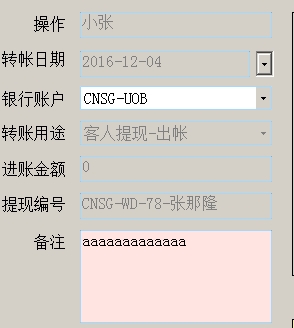 操作 小张
转帐日期 2016-12-04
银行账户 CNSG-UOB
转账用途 客人提现-出帐
进账金额 0
提现编号 CNSG-WD-78-张那隆
备注 aaaaaaaaaaaaa